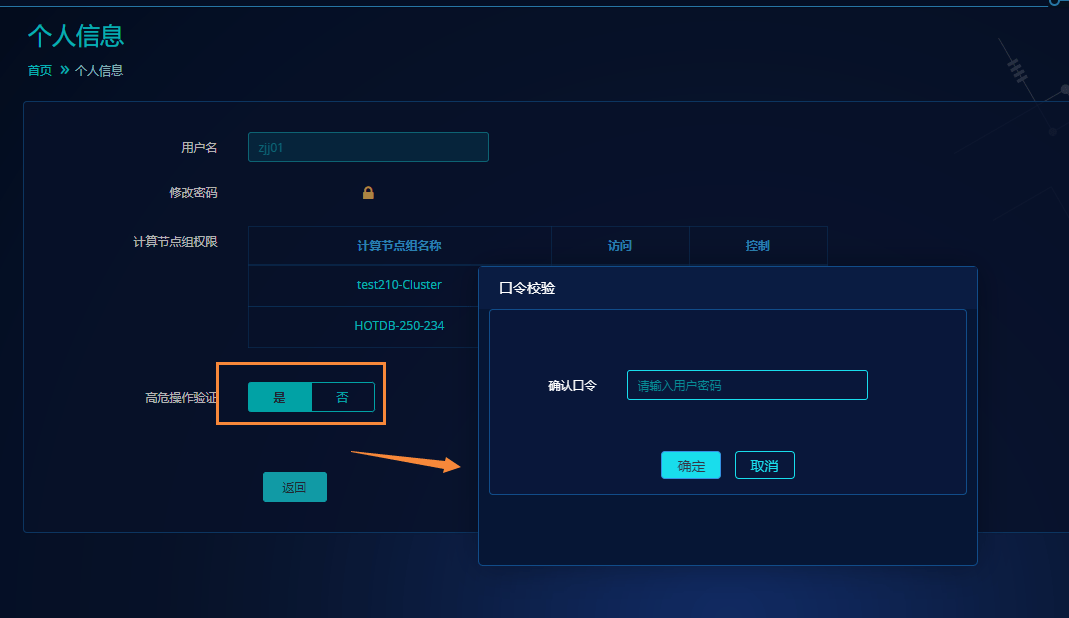 个人信息
首页 » 个人信息
用户名 zjj01
修改密码
计算节点组权限 计算节点组名称 访问 控制
test210-Cluster
口令校验
HOTDB-250-234
确认口令 请输入用户密码
高危操作验证 是 否
确定 取消
返回